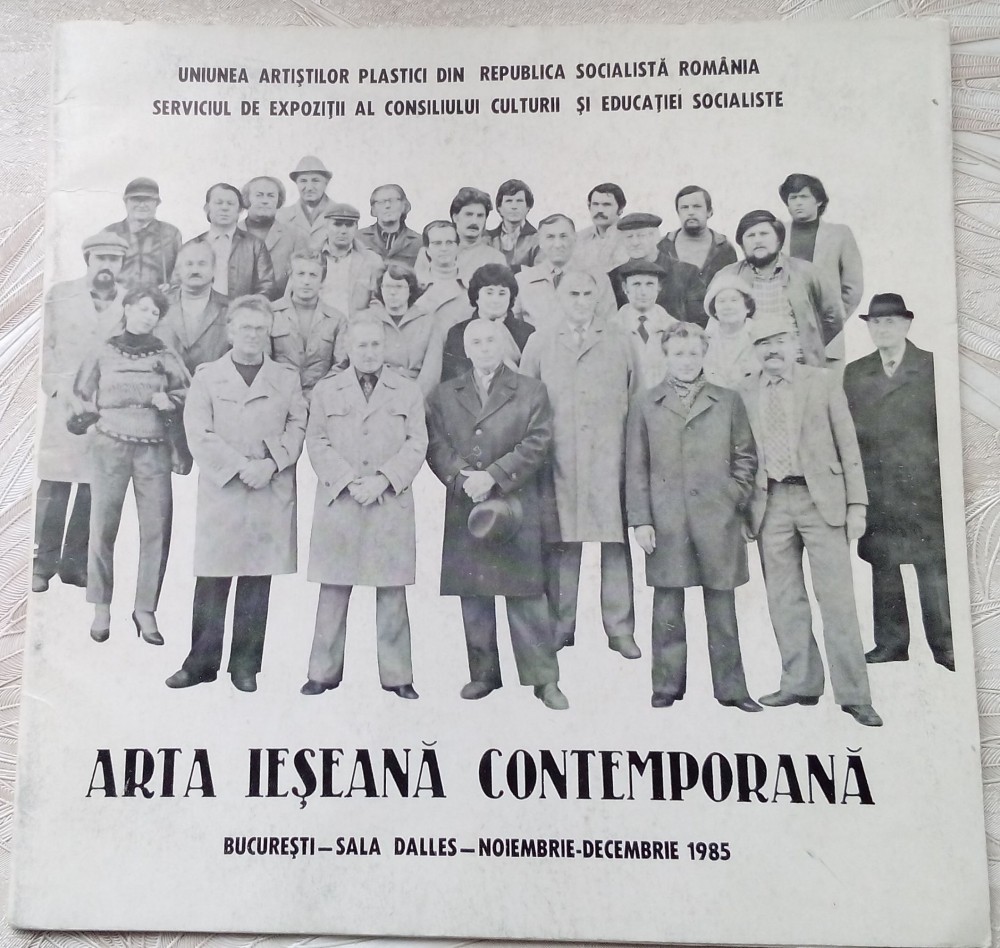 UNIUNEA ARTIŞTILOR PLASTICI DIN REPUBLICA SOCIALISTĂ ROMÂNIA
SERVICIUL DE EXPOZIŢII AL CONSILIULUI CULTURII ŞI EDUCAŢIEI SOCIALISTE
ARTA IEŞEANĂ CONTEMPORANĂ
BUCUREŞTI–SALA DALLES–NOIEMBRIE-DECEMBRIE 1985